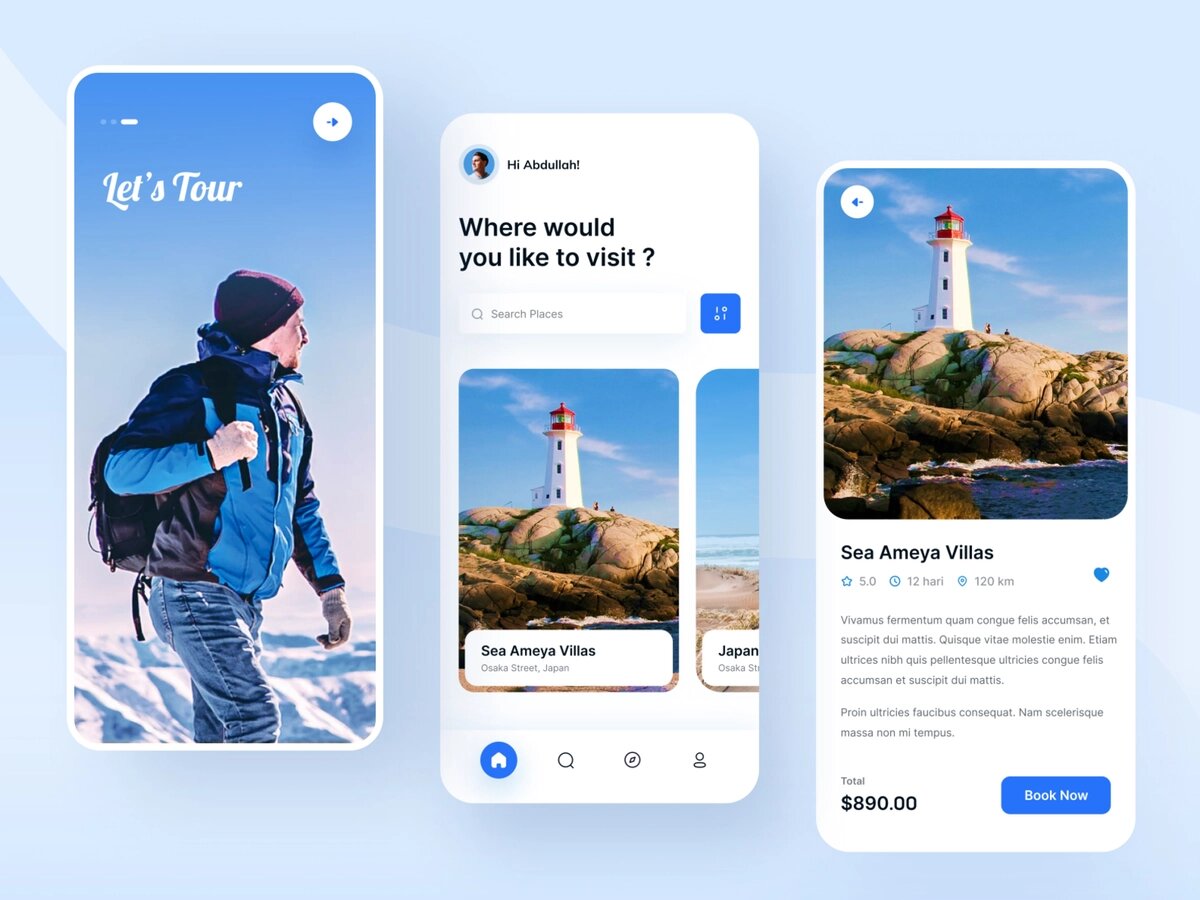 Let's Tour
Hi Abdullah!
Where would
you like to visit ?
Search Places
Sea Ameya Villas
Osaka Street, Japan
Japan
Osaka St
Sea Ameya Villas
5.0 12 hari 120 km
Vivamus fermentum quam congue felis accumsan, et
suscipit dui mattis. Quisque vitae molestie enim. Etiam
ultrices nibh quis pellentesque ultricies congue felis
accumsan et suscipit dui mattis.
Proin ultricies faucibus consequat. Nam scelerisque
massa non mi tempus.
Total
$890.00
Book Now